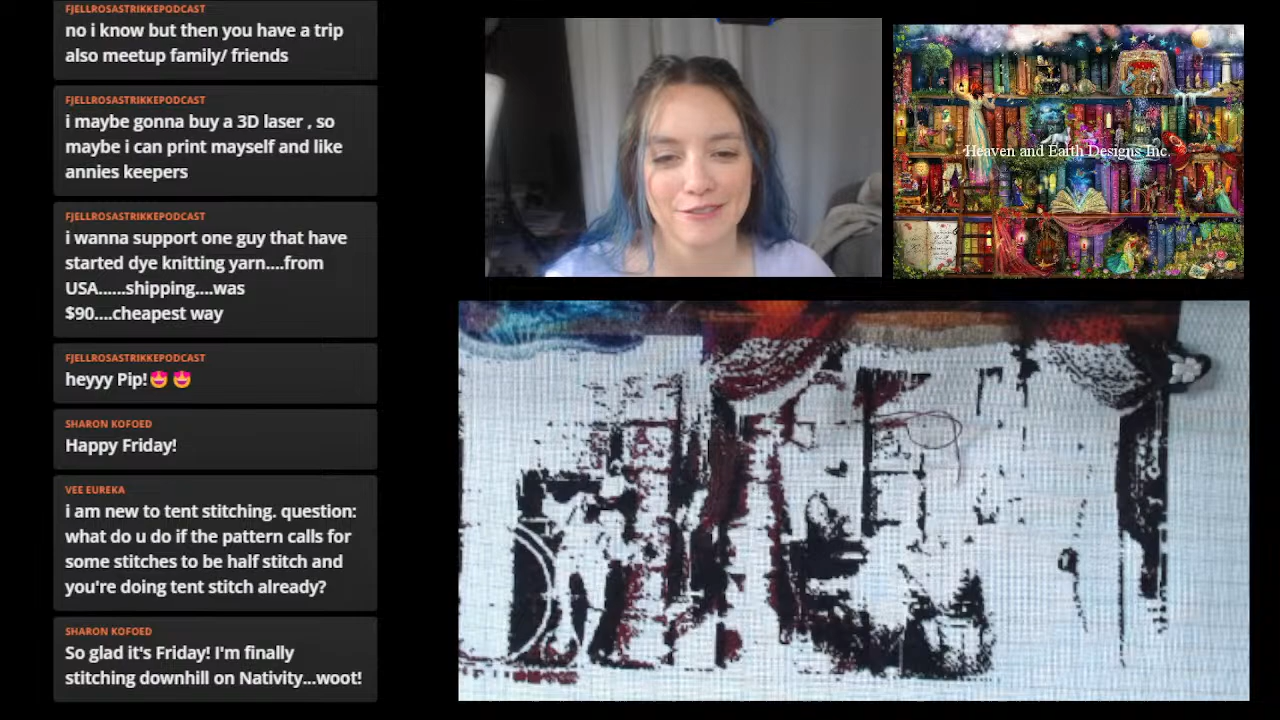 FJELLROSASTRIKKEPODCAST
no i know but then you have a trip
also meetup family/ friends
FJELLROSASTRIKKEPODCAST
i maybe gonna buy a 3D laser , so
maybe i can print mayself and like
annies keepers
FJELLROSASTRIKKEPODCAST
i wanna support one guy that have
started dye knitting yarn....from
USA......shipping....was
$90....cheapest way
FJELLROSASTRIKKEPODCAST
heyyy Pip!😍😍
SHARON KOFOED
Happy Friday!
VEE EUREKA
i am new to tent stitching. question:
what do u do if the pattern calls for
some stitches to be half stitch and
you're doing tent stitch already?
SHARON KOFOED
So glad it's Friday! I'm finally
stitching downhill on Nativity...woot!
Heaven and Earth Designs Inc.